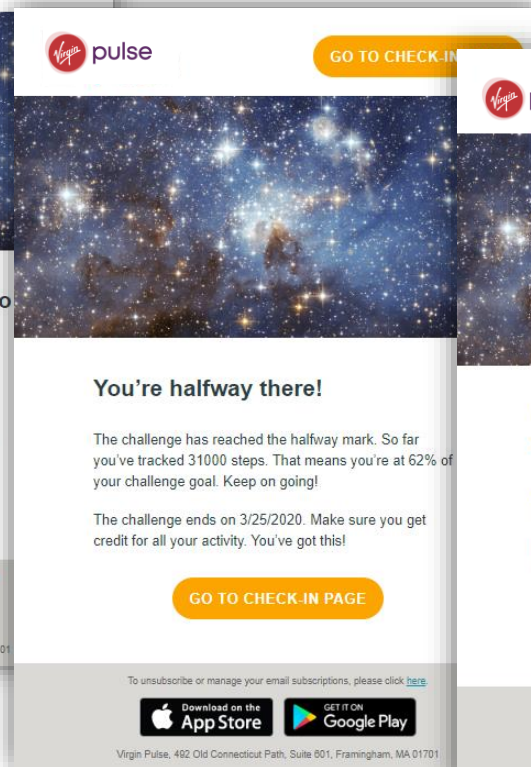 Virgin pulse
GO TO CHECK-IN
Virgin
You're halfway there!
The challenge has reached the halfway mark. So far
you've tracked 31000 steps. That means you're at 62% of
your challenge goal. Keep on going!
The challenge ends on 3/25/2020. Make sure you get
credit for all your activity. You've got this!
GO TO CHECK-IN PAGE
To unsubscribe or manage your email subscriptions, please click here.
Download on the
App Store
GET IT ON
Google Play
Virgin Pulse, 492 Old Connecticut Path, Suite 601, Framingham, MA 01701